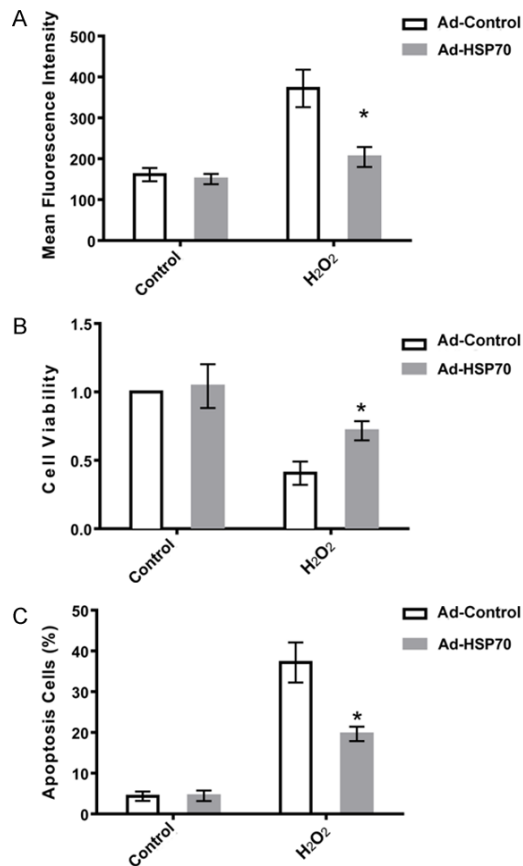 A
Ad-Control
Ad-HSP70
Mean Fluorescence Intensity
500
400
300
200
100
0
*
Control
H2O2
B
Ad-Control
Ad-HSP70
Cell Viability
1.5
1.0
0.5
0.0
*
Control
H2O2
C
Ad-Control
Ad-HSP70
Apoptosis Cells (%)
50
40
30
20
10
0
*
Control
H2O2